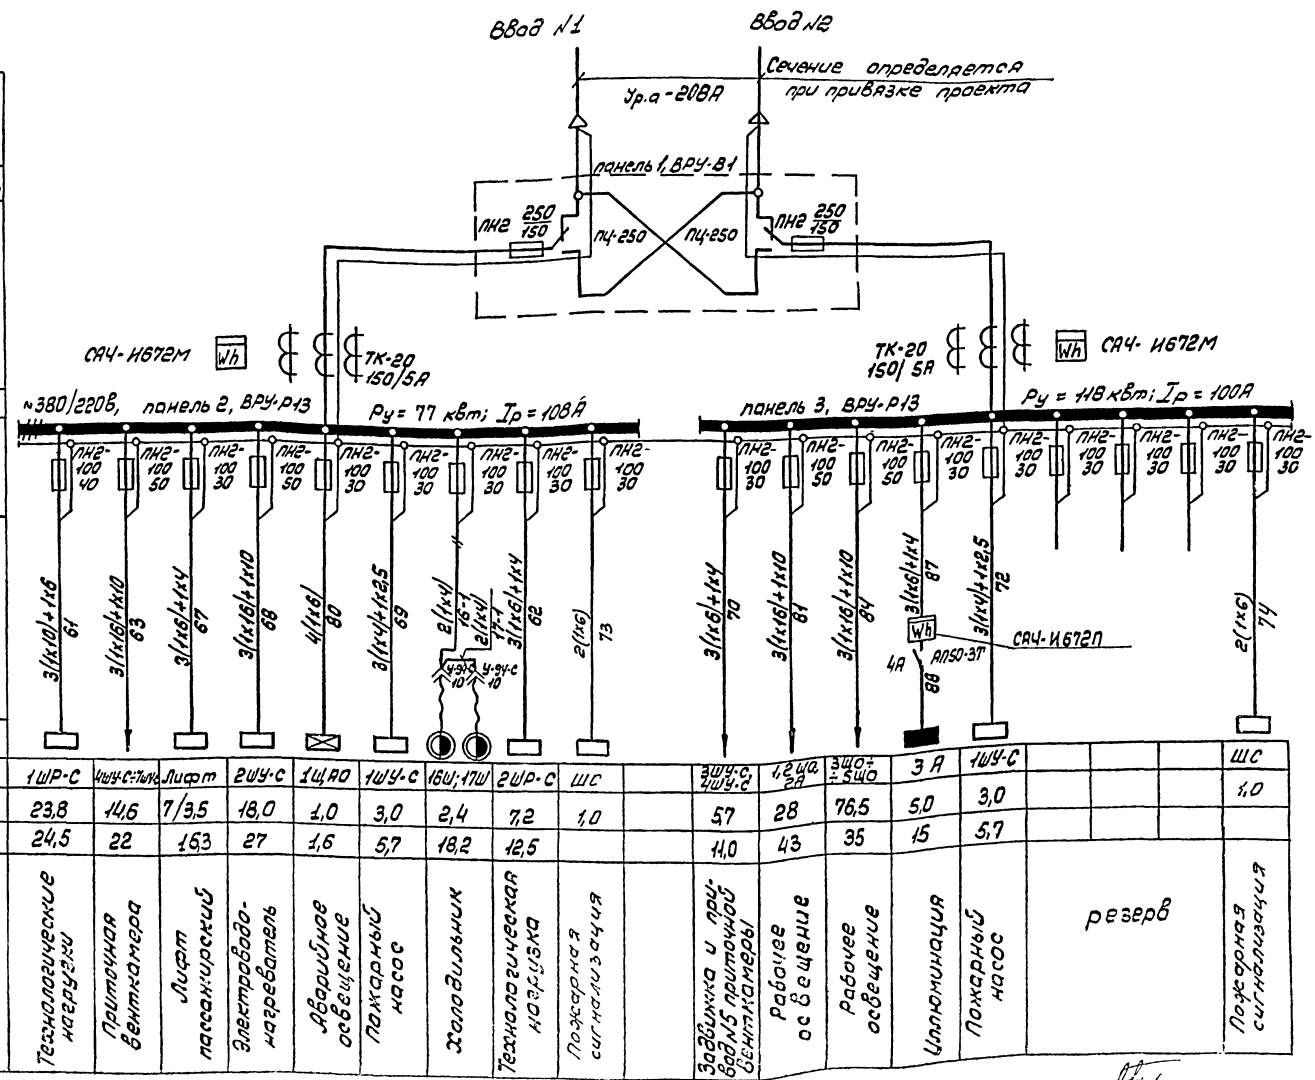 Ввод №1
Ввод №2
Сечение определяется
при привязке проекта
Iр.а-208А
панель 1, ВРУ-В1
ПН2 250/150
ПЦ-250
ПЦ-250
ПН2 250/150
САЧ-И672М
Wh
ТК-20
150/5А
ТК-20
150/5А
Wh
САЧ-И672М
~380/220В, панель 2, ВРУ-Р13
Ру = 77 квт; Iр = 108А
панель 3, ВРУ-Р13
Ру = 118 квт; Iр = 100А
ПН2-100 40
ПН2-100 50
ПН2-100 30
ПН2-100 50
ПН2-100 30
ПН2-100 30
ПН2-100 30
ПН2-100 30
ПН2-100 30
ПН2-100 30
ПН2-100 50
ПН2-100 50
ПН2-100 30
ПН2-100 30
ПН2-100 30
ПН2-100 30
ПН2-100 30
ПН2-100 30
3(1х10)+1х6
61
3(1х16)+1х10
63
3(1х6)+1х4
67
3(1х16)+1х10
68
4(1х6)
80
3(1х4)+1х2,5
69
2(1х4)
16-1
2(1х4)
17-1
3(1х6)+1х4
62
2(1х6)
73
3(1х6)+1х4
70
3(1х16)+1х10
81
3(1х16)+1х10
84
3(1х6)+1х4
87
3(1х4)+1х2,5
72
2(1х6)
74
У-94-С
10
Wh
САЧ-И672П
4А
АП50-3Т
88
1ШР-С
Лифт
2ШУ-С
1ЩАО
1ШУ-С
16Ш; 17Ш
2ШР-С
ШС
3ШУ-С,
4ШУ-С
3ЩО÷
÷5ЩО
ЗА
1ШУ-С
ШС
23,8
14,6
7/3,5
18,0
1,0
3,0
2,4
7,2
1,0
5,7
28
76,5
5,0
3,0
1,0
24,5
22
16,3
27
1,6
5,7
18,2
12,5
11,0
43
35
15
5,7
Технологические
нагрузки
Приточная
венткамера
Лифт
пассажирский
Электроводо-
нагреватель
Аварийное
освещение
Пожарный
насос
Холодильник
Технологическая
нагрузка
Пожарная
сигнализация
Задвижка и при-
вод №5 приточной
венткамеры
Рабочее
освещение
Рабочее
освещение
Иллюминация
Пожарный
насос
резерв
Пожарная
сигнализация